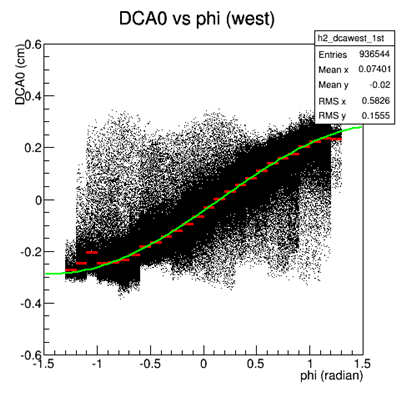 DCA0 vs phi (west)
h2_dcawest_1st
Entries 936544
Mean x 0.07401
Mean y -0.02
RMS x 0.5826
RMS y 0.1555
DCA0 (cm)
0.6
0.4
0.2
0
-0.2
-0.4
-0.6
-1.5 -1 -0.5 0 0.5 1 1.5
phi (radian)